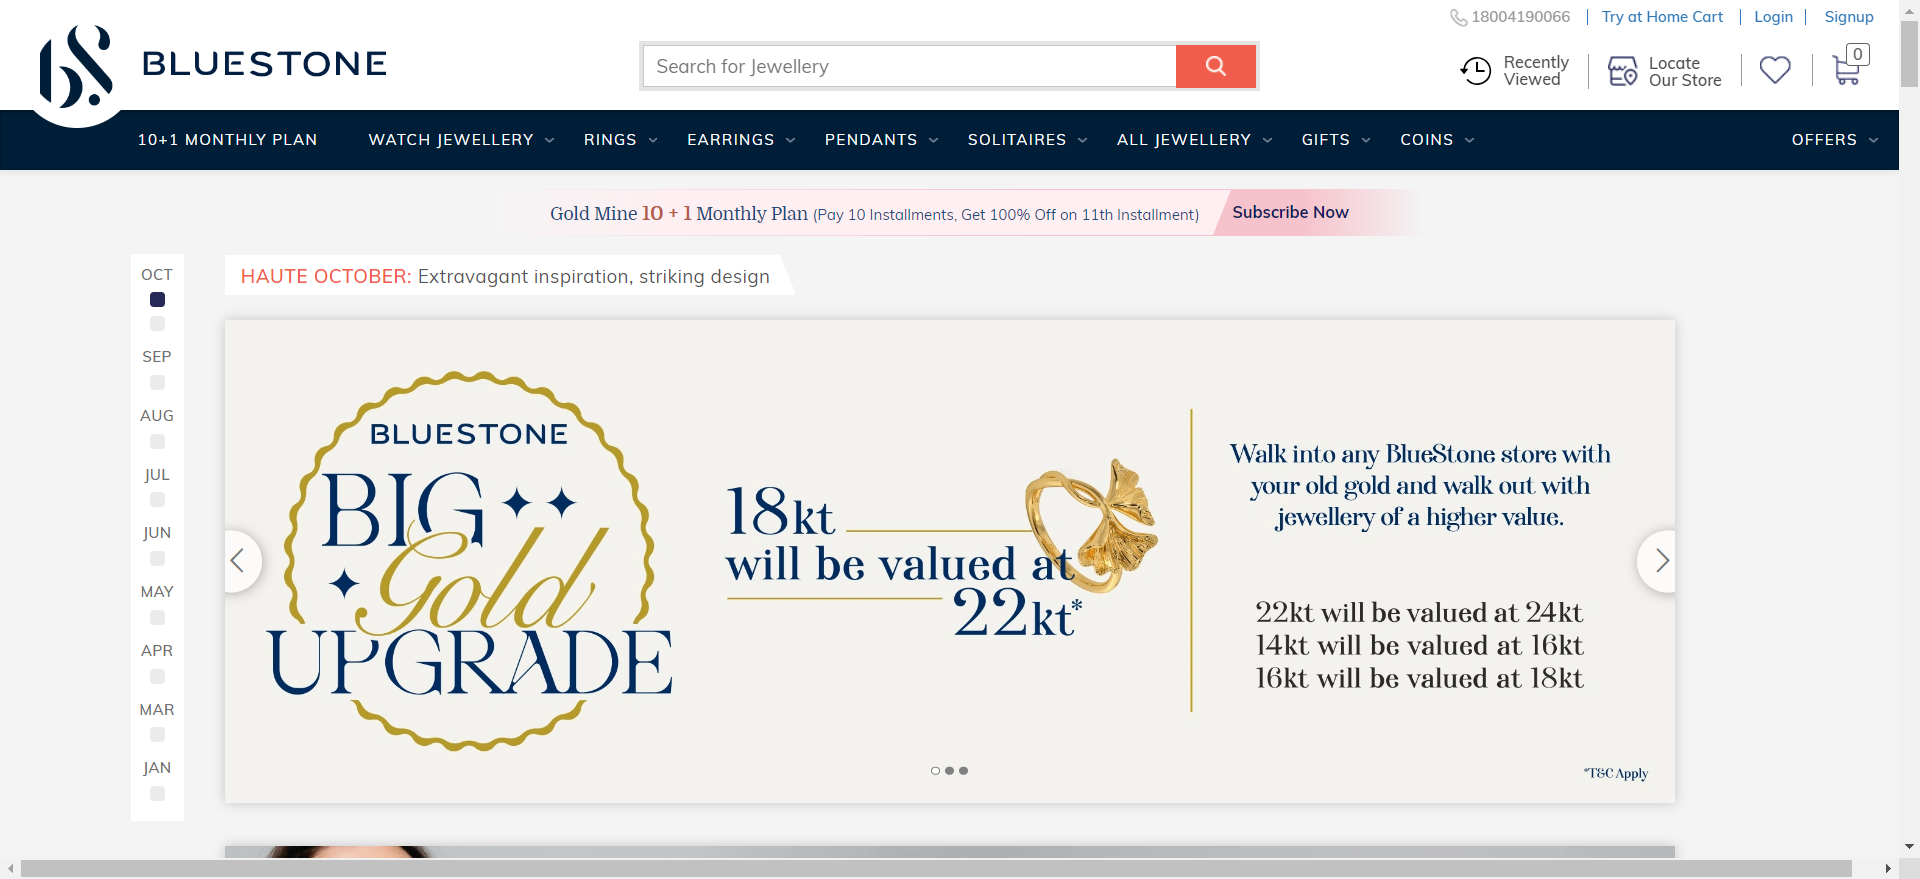 18004190066
Try at Home Cart
Login
Signup
BLUESTONE
Search for Jewellery
Recently
Viewed
Locate
Our Store
0
10+1 MONTHLY PLAN
WATCH JEWELLERY
RINGS
EARRINGS
PENDANTS
SOLITAIRES
ALL JEWELLERY
GIFTS
COINS
OFFERS
Gold Mine 10 + 1 Monthly Plan (Pay 10 Installments, Get 100% Off on 11th Installment)
Subscribe Now
HAUTE OCTOBER: Extravagant inspiration, striking design
OCT
SEP
AUG
JUL
JUN
MAY
APR
MAR
JAN
BLUESTONE
BIG
Gold
UPGRADE
18kt
will be valued at
22kt*
Walk into any BlueStone store with
your old gold and walk out with
jewellery of a higher value.
22kt will be valued at 24kt
14kt will be valued at 16kt
16kt will be valued at 18kt
*T&C Apply